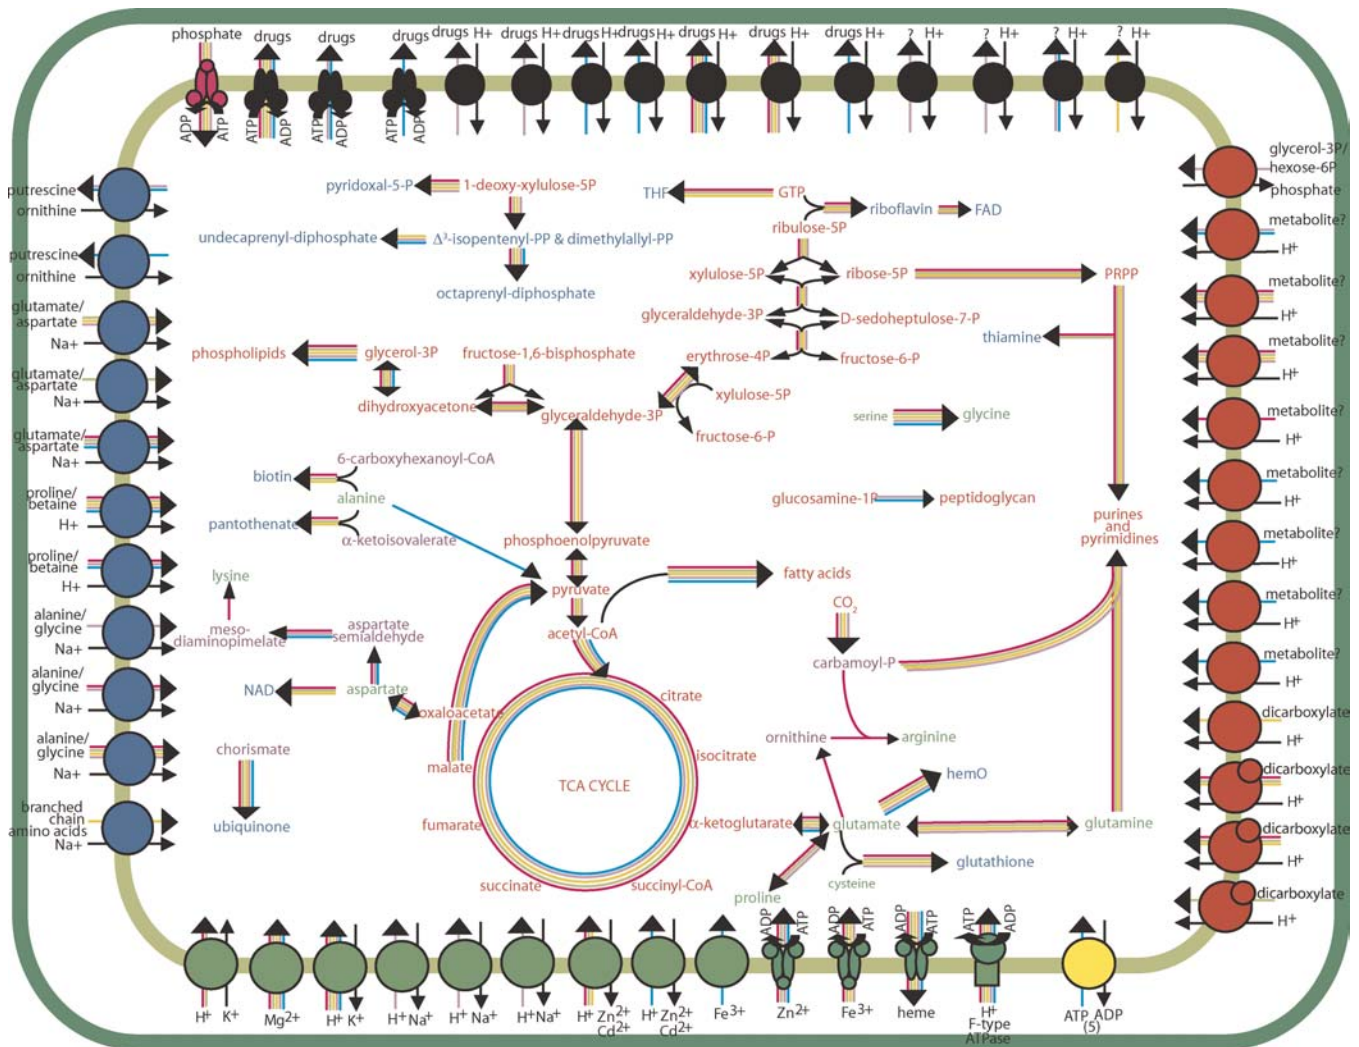 phosphate
drugs
drugs
drugs
drugs H+
drugs H+
drugs H+
drugs H+
drugs H+
drugs H+
drugs H+
? H+
? H+
? H+
? H+
ADP
ATP
ATP
ADP
ATP
ADP
ATP
ADP
putrescine
ornithine
putrescine
ornithine
glutamate/
aspartate
Na+
glutamate/
aspartate
Na+
glutamate/
aspartate
Na+
proline/
betaine
H+
proline/
betaine
H+
alanine/
glycine
Na+
alanine/
glycine
Na+
alanine/
glycine
Na+
branched
chain
amino acids
Na+
pyridoxal-5-P
1-deoxy-xylulose-5P
undecaprenyl-diphosphate
Δ³-isopentenyl-PP & dimethylallyl-PP
octaprenyl-diphosphate
THF
GTP
riboflavin
FAD
ribulose-5P
xylulose-5P
ribose-5P
PRPP
glyceraldehyde-3P
D-sedoheptulose-7-P
thiamine
erythrose-4P
fructose-6-P
xylulose-5P
fructose-6-P
phospholipids
glycerol-3P
fructose-1,6-bisphosphate
dihydroxyacetone
glyceraldehyde-3P
serine
glycine
glucosamine-1P
peptidoglycan
purines
and
pyrimidines
6-carboxyhexanoyl-CoA
biotin
alanine
pantothenate
α-ketoisovalerate
phosphoenolpyruvate
pyruvate
fatty acids
acetyl-CoA
lysine
meso-
diaminopimelate
aspartate
semialdehyde
NAD
aspartate
oxaloacetate
malate
chorismate
ubiquinone
citrate
isocitrate
TCA CYCLE
fumarate
succinate
succinyl-CoA
α-ketoglutarate
CO2
carbamoyl-P
ornithine
arginine
hemO
glutamate
glutamine
glutathione
cysteine
proline
glycerol-3P/
hexose-6P
phosphate
metabolite?
H+
metabolite?
H+
metabolite?
H+
metabolite?
H+
metabolite?
H+
metabolite?
H+
metabolite?
H+
metabolite?
H+
dicarboxylate
H+
dicarboxylate
H+
dicarboxylate
H+
dicarboxylate
H+
ADP
ATP
ADP
ATP
ADP
ATP
ATP
ADP
H+ K+
Mg2+
H+ K+
H+ Na+
H+ Na+
H+ Na+
H+ Zn2+
Cd2+
H+ Zn2+
Cd2+
Fe3+
Zn2+
Fe3+
heme
H+
F-type
ATPase
ATP ADP
(5)